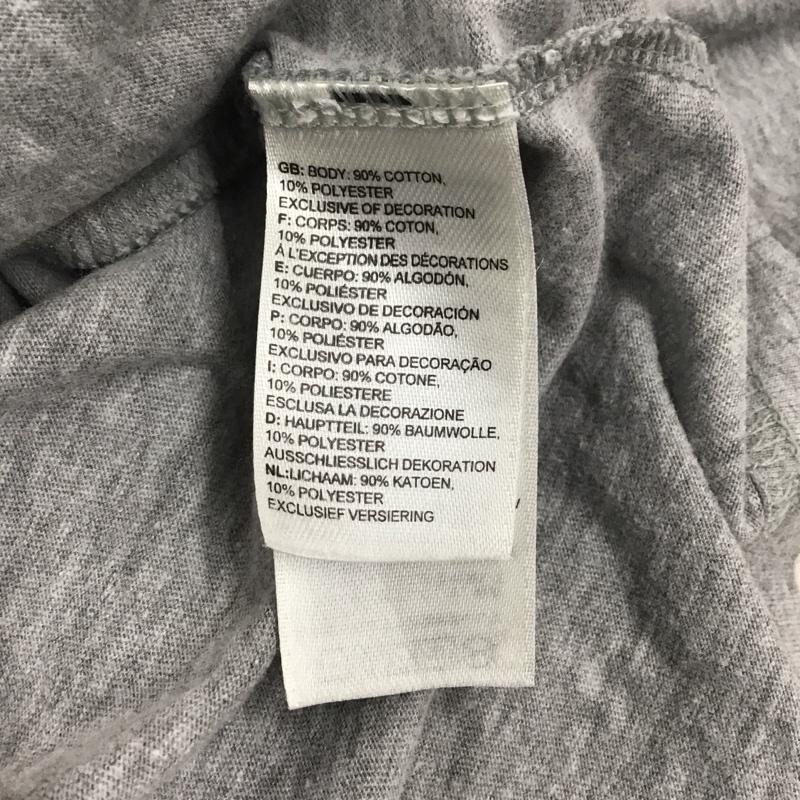 GB: BODY: 90% COTTON,
10% POLYESTER
EXCLUSIVE OF DECORATION
F: CORPS: 90% COTON,
10% POLYESTER
À L'EXCEPTION DES DÉCORATIONS
E: CUERPO: 90% ALGODÓN,
10% POLIÉSTER
EXCLUSIVO DE DECORACIÓN
P: CORPO: 90% ALGODÃO,
10% POLIÉSTER
EXCLUSIVO PARA DECORAÇÃO
I: CORPO: 90% COTONE,
10% POLIESTERE
ESCLUSA LA DECORAZIONE
D: HAUPTTEIL: 90% BAUMWOLLE,
10% POLYESTER
AUSSCHLIESSLICH DEKORATION
NL:LICHAAM: 90% KATOEN,
10% POLYESTER
EXCLUSIEF VERSIERING